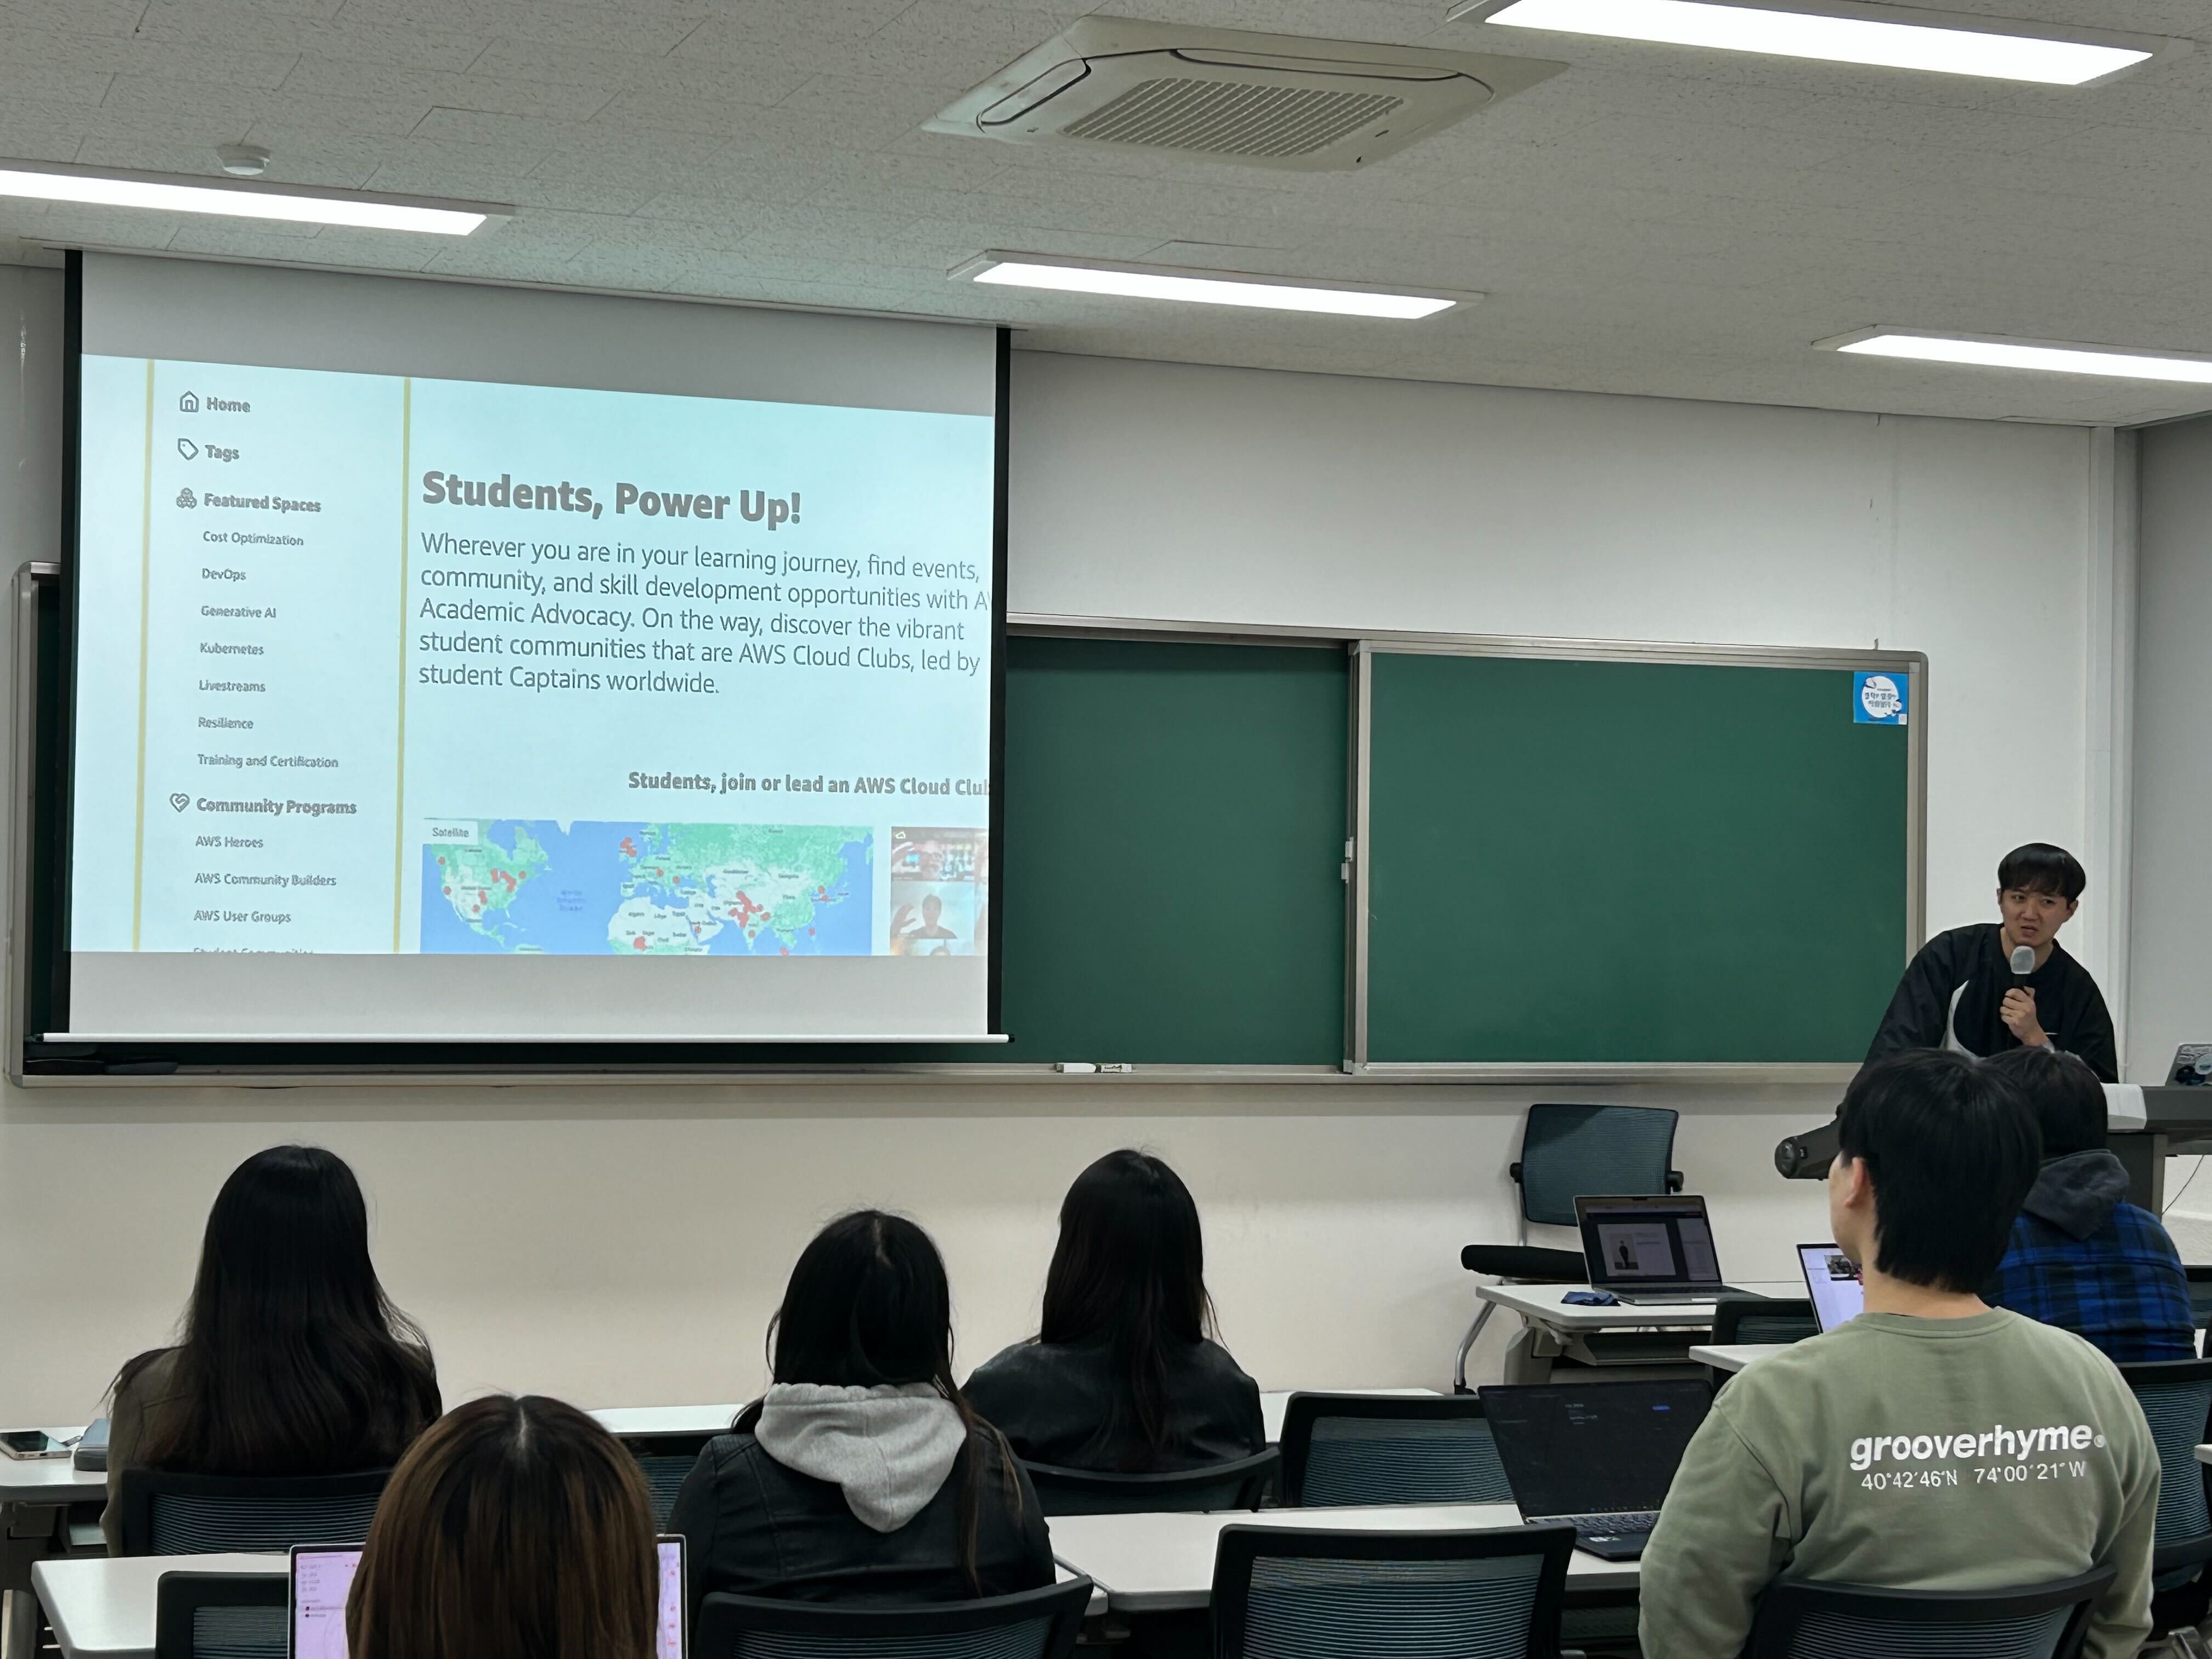 Home
Tags
Featured Spaces
Cost Optimization
DevOps
Generative AI
Kubernetes
Livestreams
Resilience
Training and Certification
Community Programs
AWS Heroes
AWS Community Builders
AWS User Groups
Student Communities
Students, Power Up!
Wherever you are in your learning journey, find events,
community, and skill development opportunities with
Academic Advocacy. On the way, discover the vibrant
student communities that are AWS Cloud Clubs, led by
student Captains worldwide.
Students, join or lead an AWS Cloud
Satellite
grooverhyme®
40°42'46"N 74°00'21"W